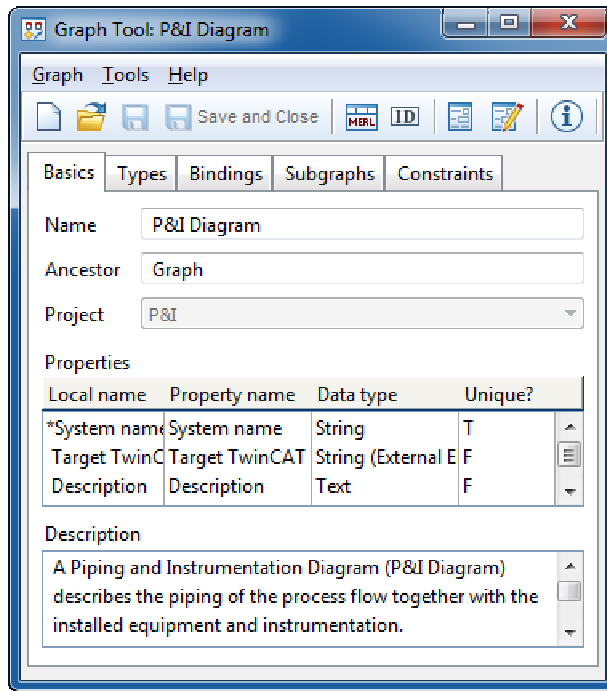 Graph Tool: P&I Diagram
Graph Tools Help
Save and Close MERL ID
Basics Types Bindings Subgraphs Constraints
Name P&I Diagram
Ancestor Graph
Project P&I
Properties
Local name Property name Data type Unique?
*System name System name String T
Target TwinC Target TwinCAT String (External E F
Description Description Text F
Description
A Piping and Instrumentation Diagram (P&I Diagram)
describes the piping of the process flow together with the
installed equipment and instrumentation.